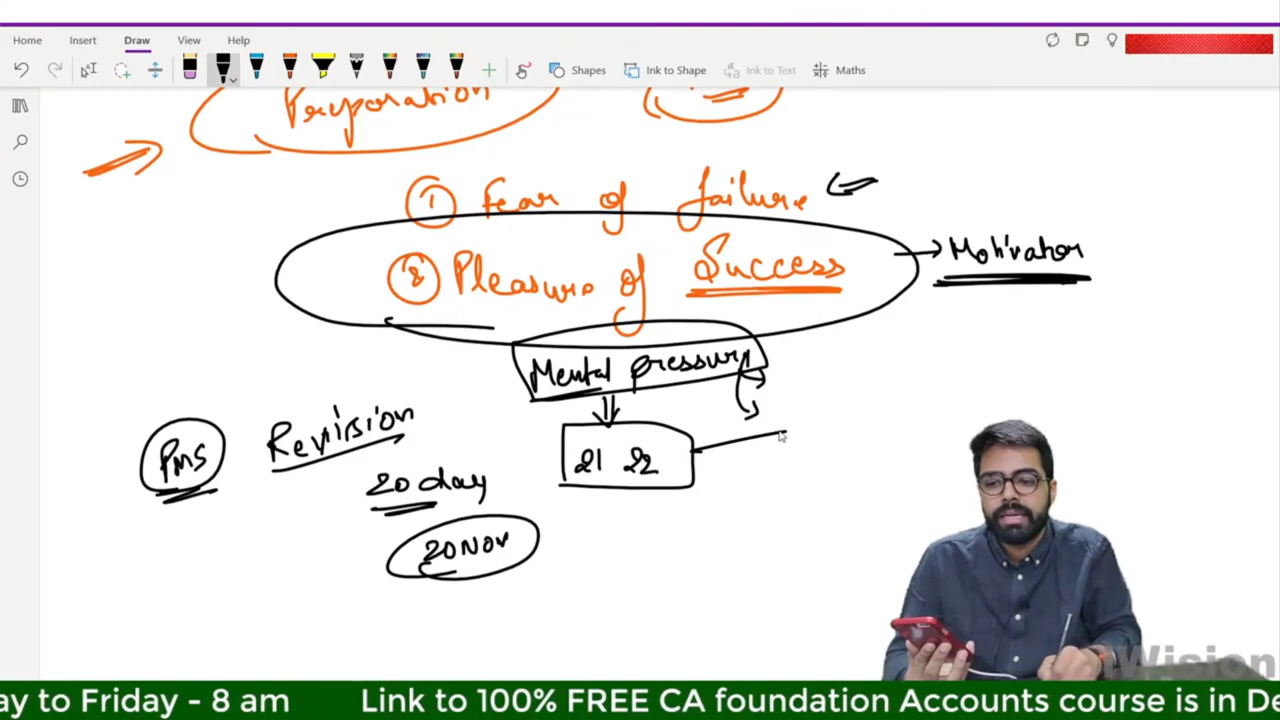 Home Insert Draw View Help
Shapes Ink to Shape Ink to Text Maths
Preparation
① Fear of failure
② Pleasure of Success
Motivator
Mental pressure
PMS
Revision
21 22
20 day
20 Nov
Wision
ay to Friday - 8 am Link to 100% FREE CA foundation Accounts course is in De